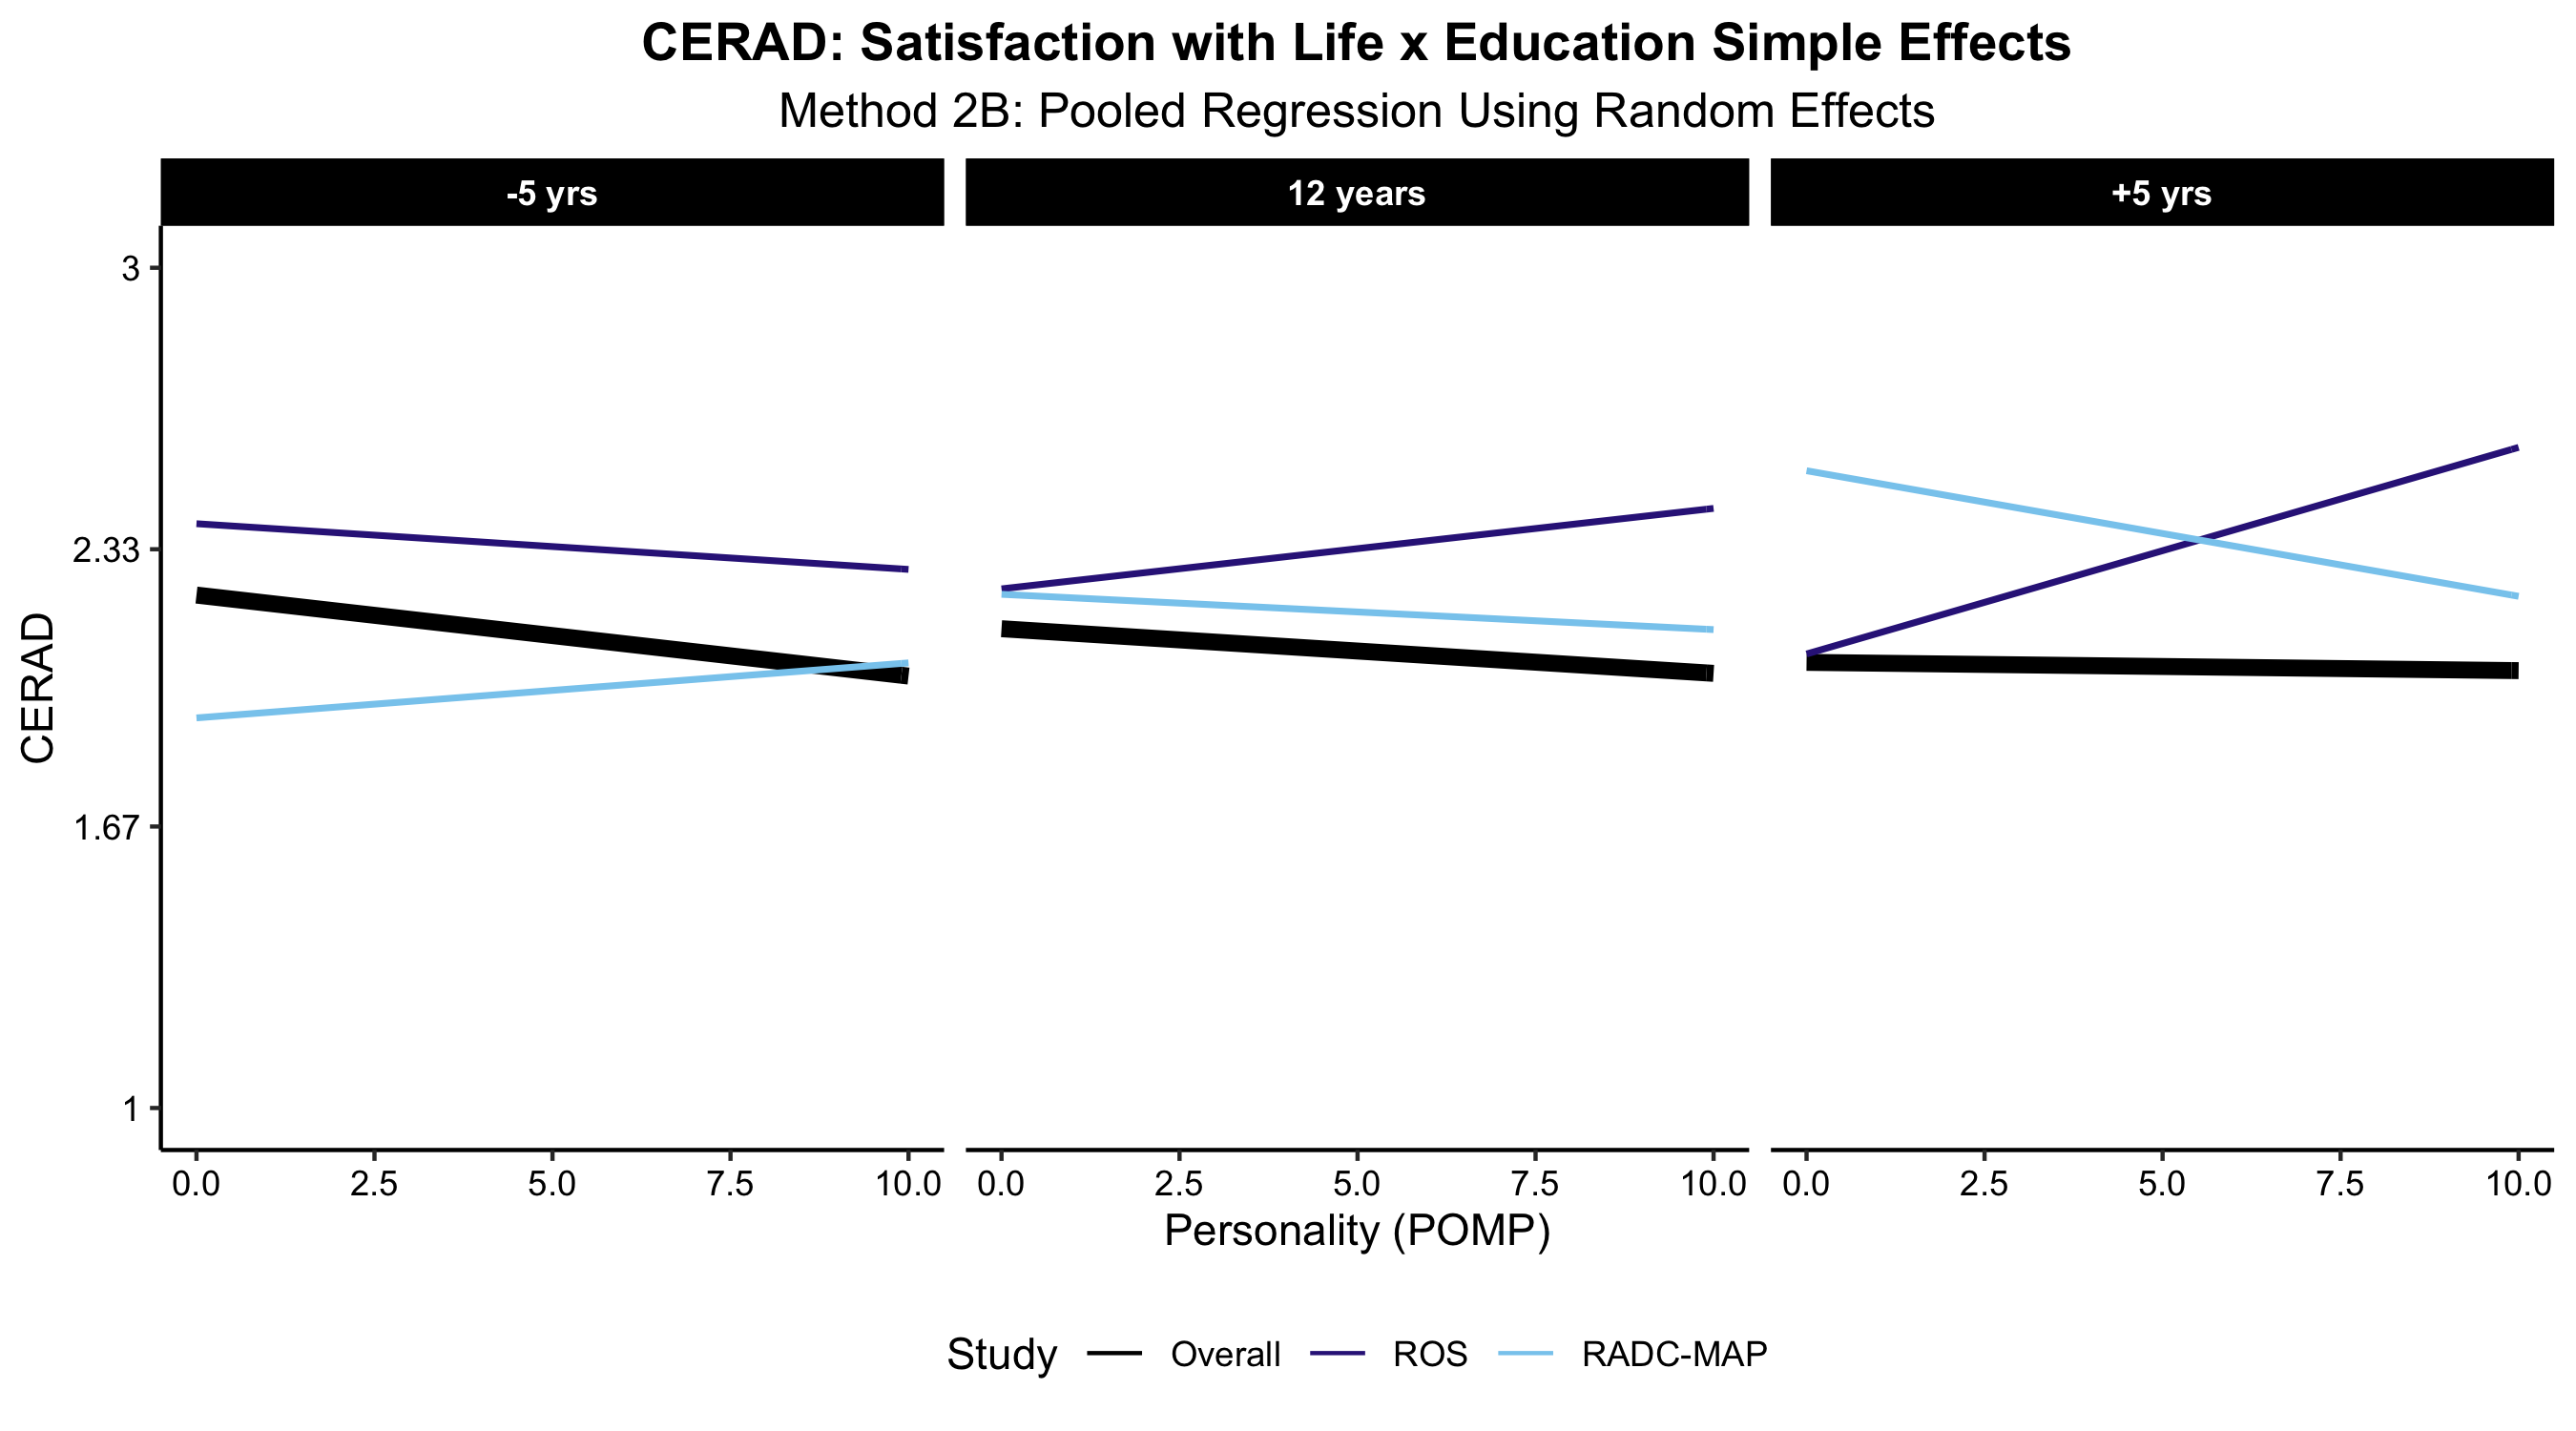 CERAD: Satisfaction with Life x Education Simple Effects
Method 2B: Pooled Regression Using Random Effects
-5 yrs 12 years +5 yrs
3
2.33
1.67
1
CERAD
0.0 2.5 5.0 7.5 10.0 0.0 2.5 5.0 7.5 10.0 0.0 2.5 5.0 7.5 10.0
Personality (POMP)
Study Overall ROS RADC-MAP